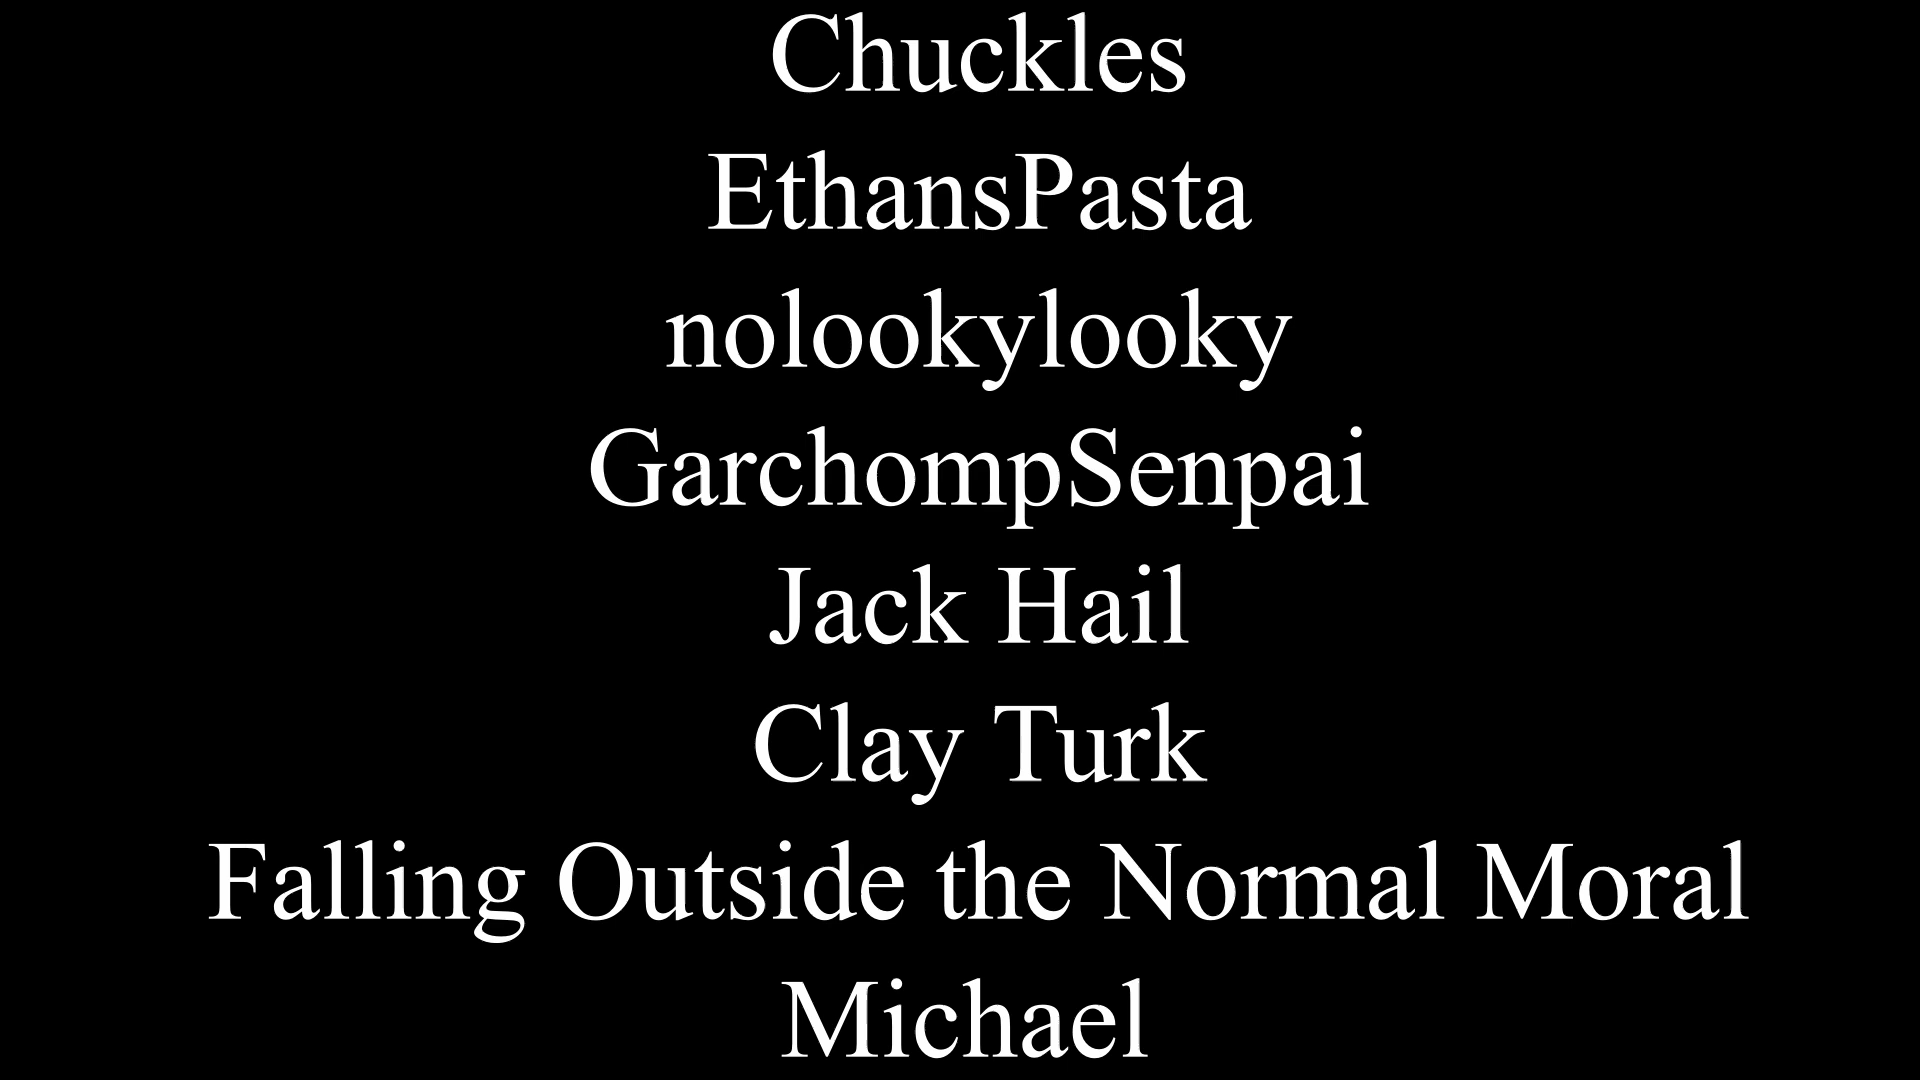 Chuckles
EthansPasta
nolookylooky
GarchompSenpai
Jack Hail
Clay Turk
Falling Outside the Normal Moral
Michael